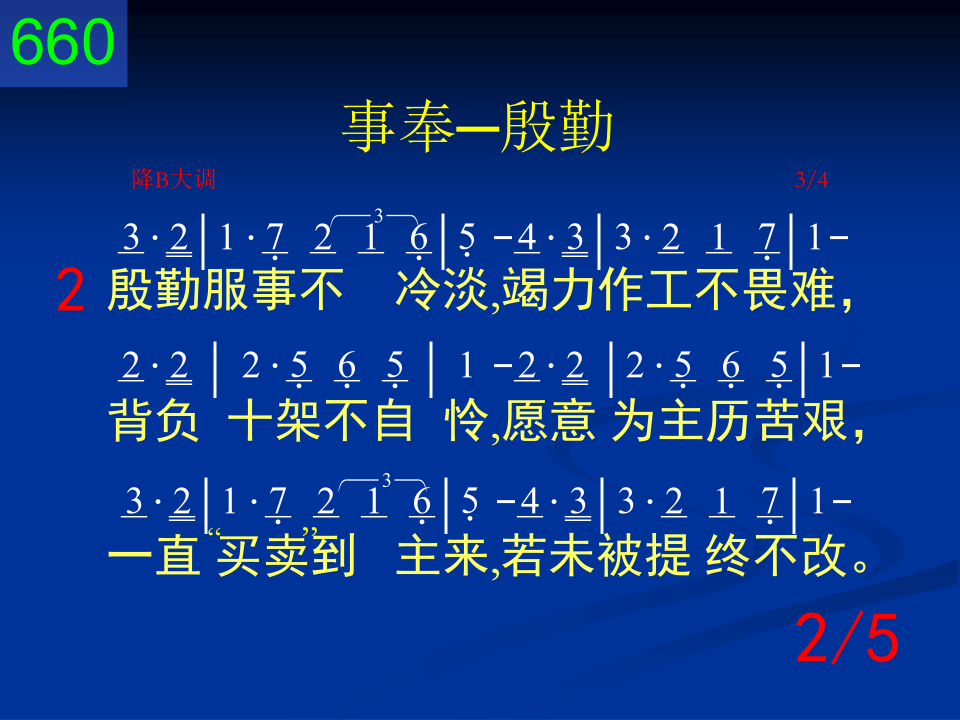 660
事奉—殷勤
降B大调 3/4
3
3·2|1·7 2 1 6|5 -4·3|3·2 1 7|1-
2 殷勤服事不 冷淡,竭力作工不畏难,
2·2| 2·5 6 5| 1 -2·2|2·5 6 5|1-
背负 十架不自 怜,愿意 为主历苦艰,
3
3·2|1·7 2 1 6|5 -4·3|3·2 1 7|1-
一直“买卖”到 主来,若未被提 终不改。
2/5